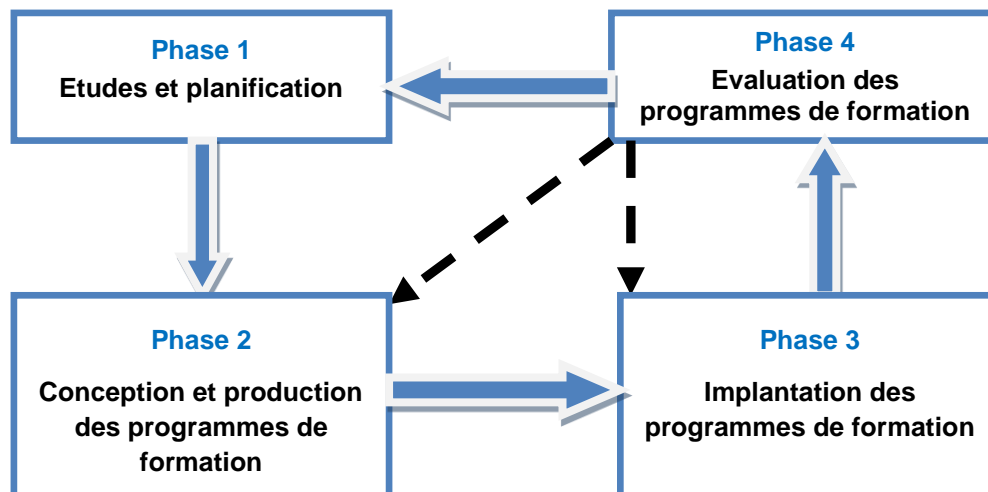 Phase 1
Etudes et planification
Phase 4
Evaluation des
programmes de formation
Phase 2
Conception et production
des programmes de
formation
Phase 3
Implantation des
programmes de formation